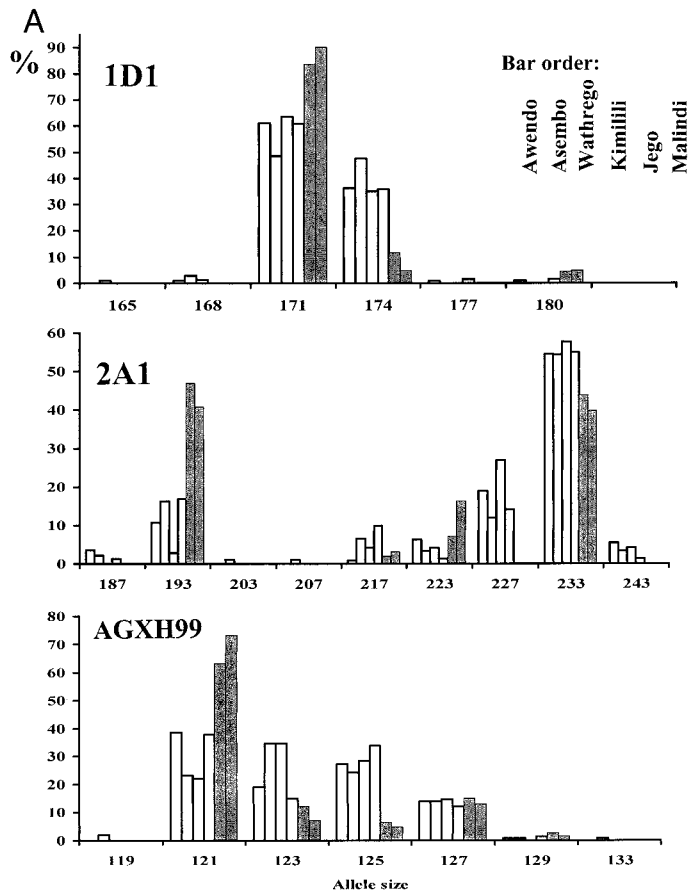 A
%
1D1
Bar order:
Awendo
Asembo
Wathrego
Kimilili
Jego
Malindi
90
80
70
60
50
40
30
20
10
0
165 168 171 174 177 180
2A1
60
50
40
30
20
10
0
187 193 203 207 217 223 227 233 243
AGXH99
80
70
60
50
40
30
20
10
0
119 121 123 125 127 129 133
Allele size